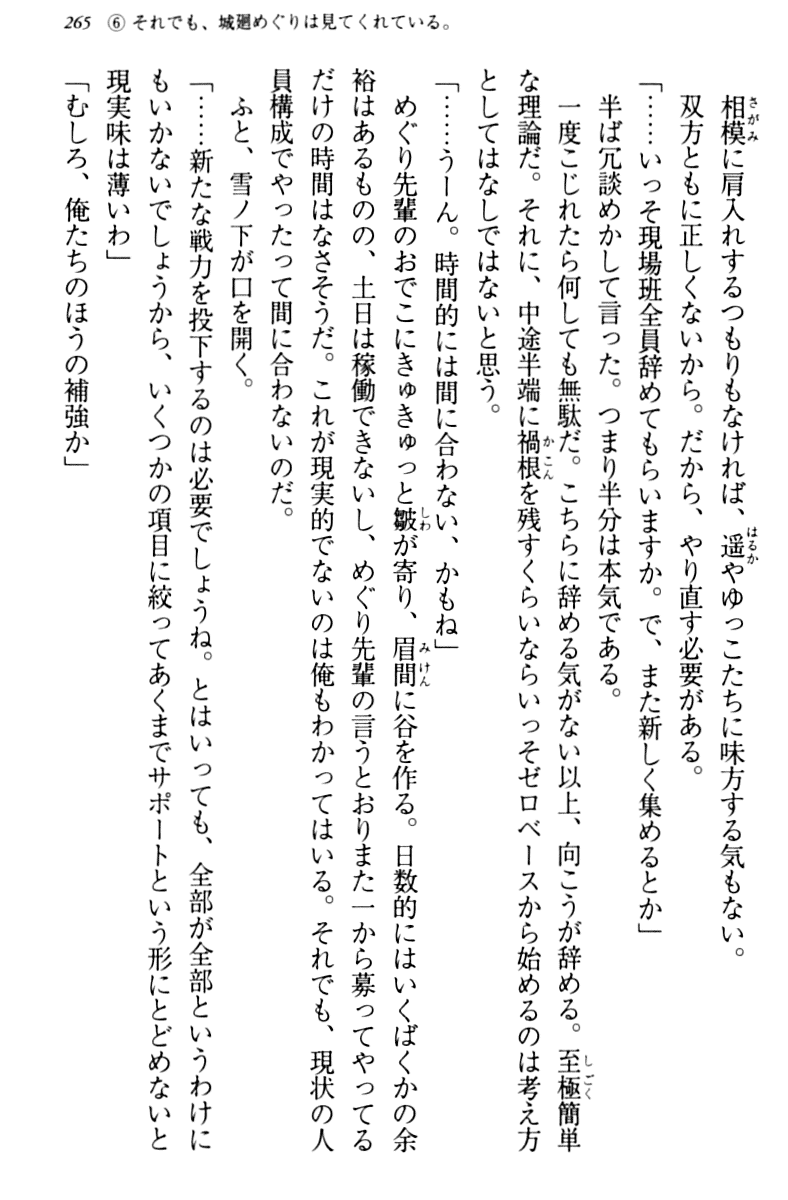 265 ⑥ それでも、城廻めぐりは見てくれている。
相模に肩入れするつもりもなければ、遥やゆっこたちに味方する気もない。
双方ともに正しくないから。だから、やり直す必要がある。
「……いっそ現場班全員辞めてもらいますか。で、また新しく集めるとか」
半ば冗談めかして言った。つまり半分は本気である。
一度こじれたら何しても無駄だ。こちらに辞める気がない以上、向こうが辞める。至極簡単
な理論だ。それに、中途半端に禍根を残すくらいならいっそゼロベースから始めるのは考え方
としてはなしではないと思う。
「……うーん。時間的には間に合わない、かもね」
めぐり先輩のおでこにきゅきゅっと皺が寄り、眉間に谷を作る。日数的にはいくばくかの余
裕はあるものの、土日は稼働できないし、めぐり先輩の言うとおりまた一から募ってやってる
だけの時間はなさそうだ。これが現実的でないのは俺もわかってはいる。それでも、現状の人
員構成でやったって間に合わないのだ。
ふと、雪ノ下が口を開く。
「……新たな戦力を投下するのは必要でしょうね。とはいっても、全部が全部というわけに
もいかないでしょうから、いくつかの項目に絞ってあくまでサポートという形にとどめないと
現実味は薄いわ」
「むしろ、俺たちのほうの補強か」